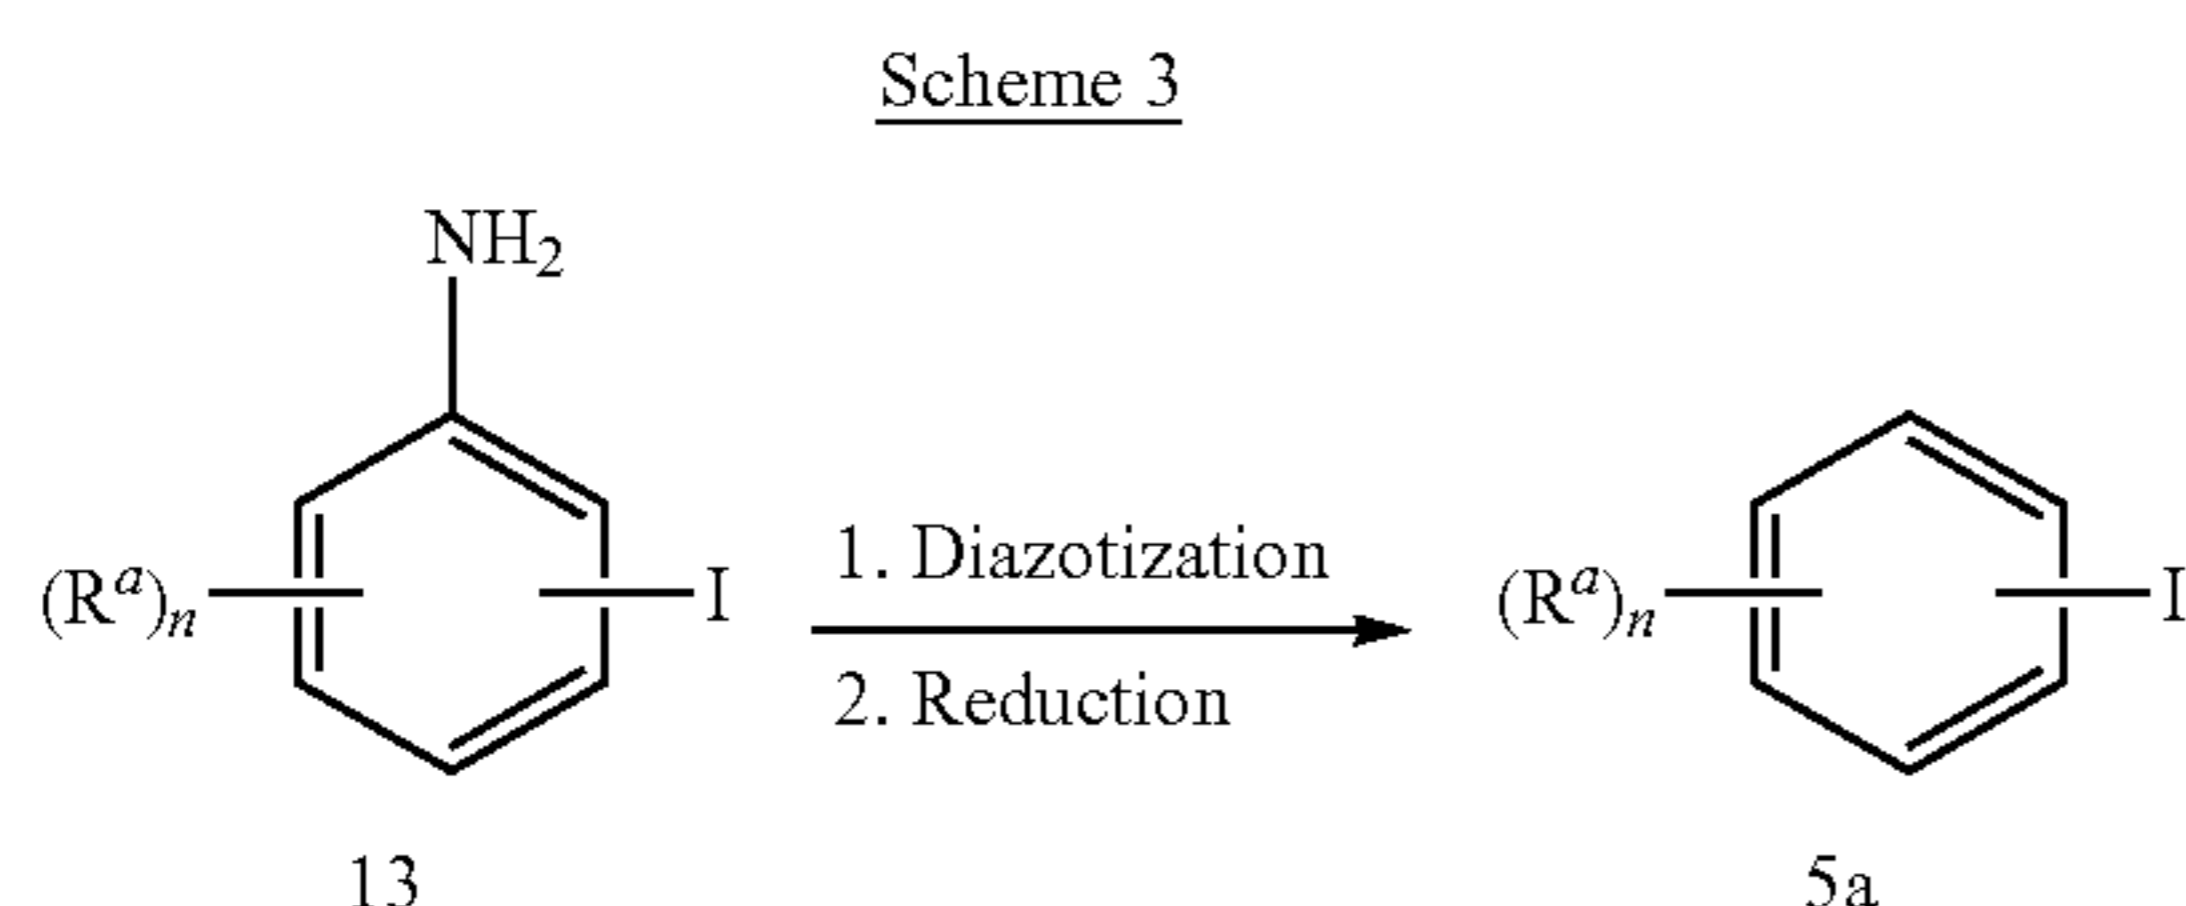 Scheme 3
NH₂
(Rᵃ)ₙ
I
1. Diazotization
2. Reduction
(Rᵃ)ₙ
I
13
5a